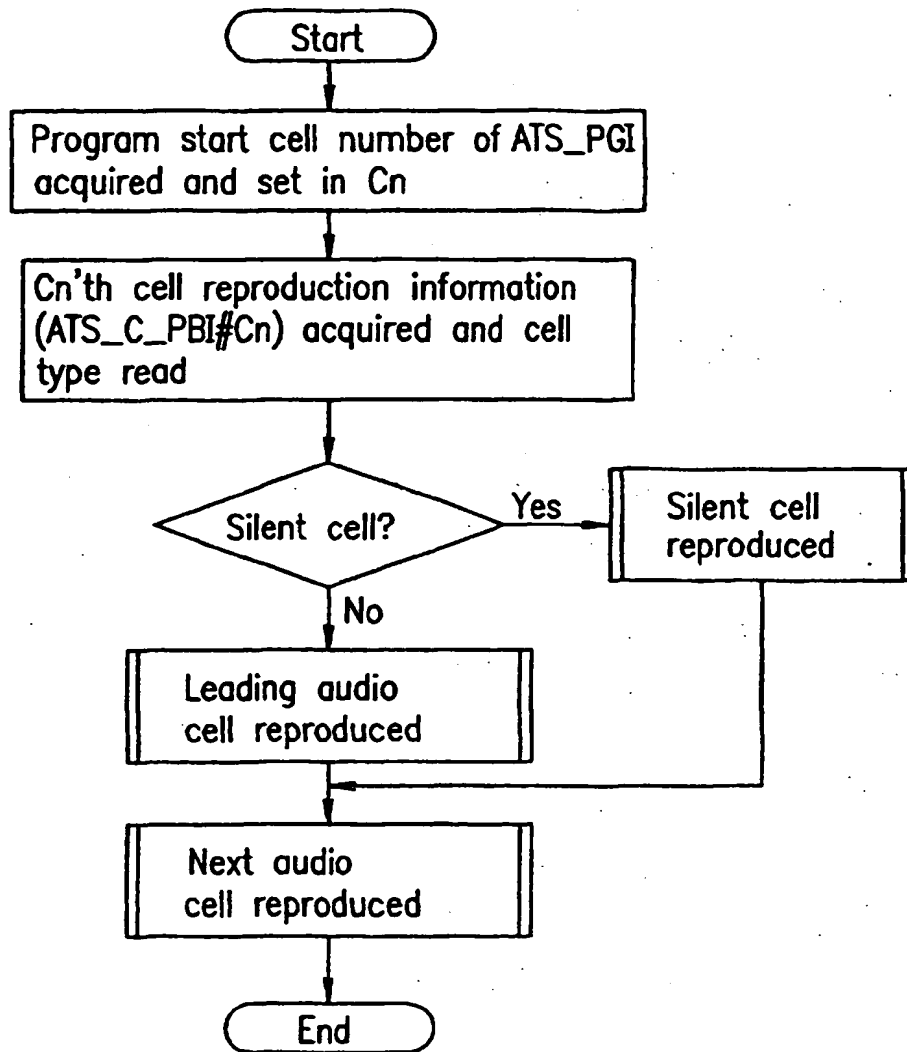 Start
Program start cell number of ATS_PGI
acquired and set in Cn
Cn'th cell reproduction information
(ATS_C_PBI#Cn) acquired and cell
type read
Silent cell?
Yes
Silent cell
reproduced
No
Leading audio
cell reproduced
Next audio
cell reproduced
End